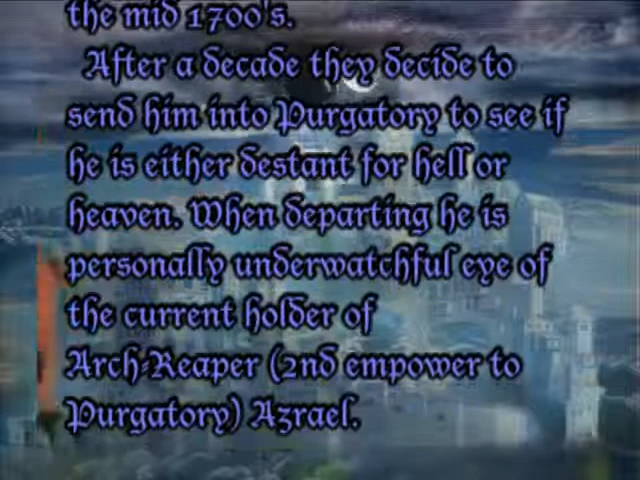 the mid 1700's.
After a decade they decide to
send him into Purgatory to see if
he is either destant for hell or
heaven. When departing he is
personally underwatchful eye of
the current holder of
Arch-Reaper (2nd empower to
Purgatory) Azrael.